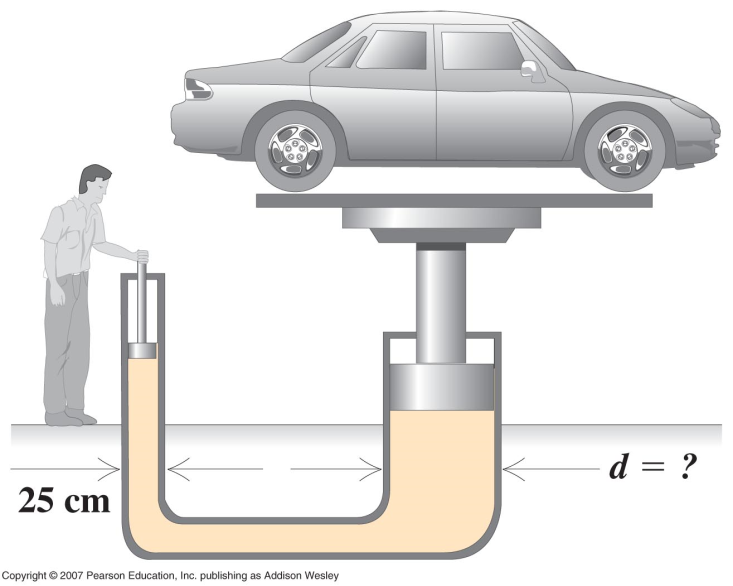 25 cm
d = ?
Copyright © 2007 Pearson Education, Inc. publishing as Addison Wesley